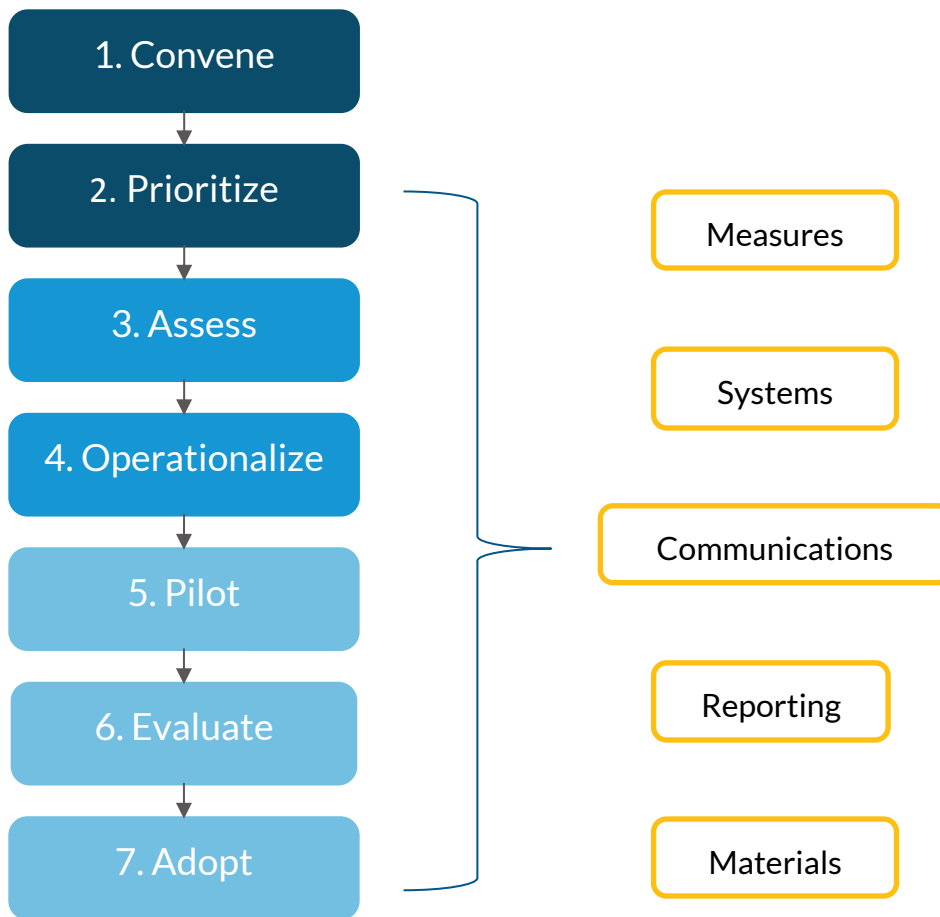 1. Convene
2. Prioritize
3. Assess
4. Operationalize
5. Pilot
6. Evaluate
7. Adopt
Measures
Systems
Communications
Reporting
Materials